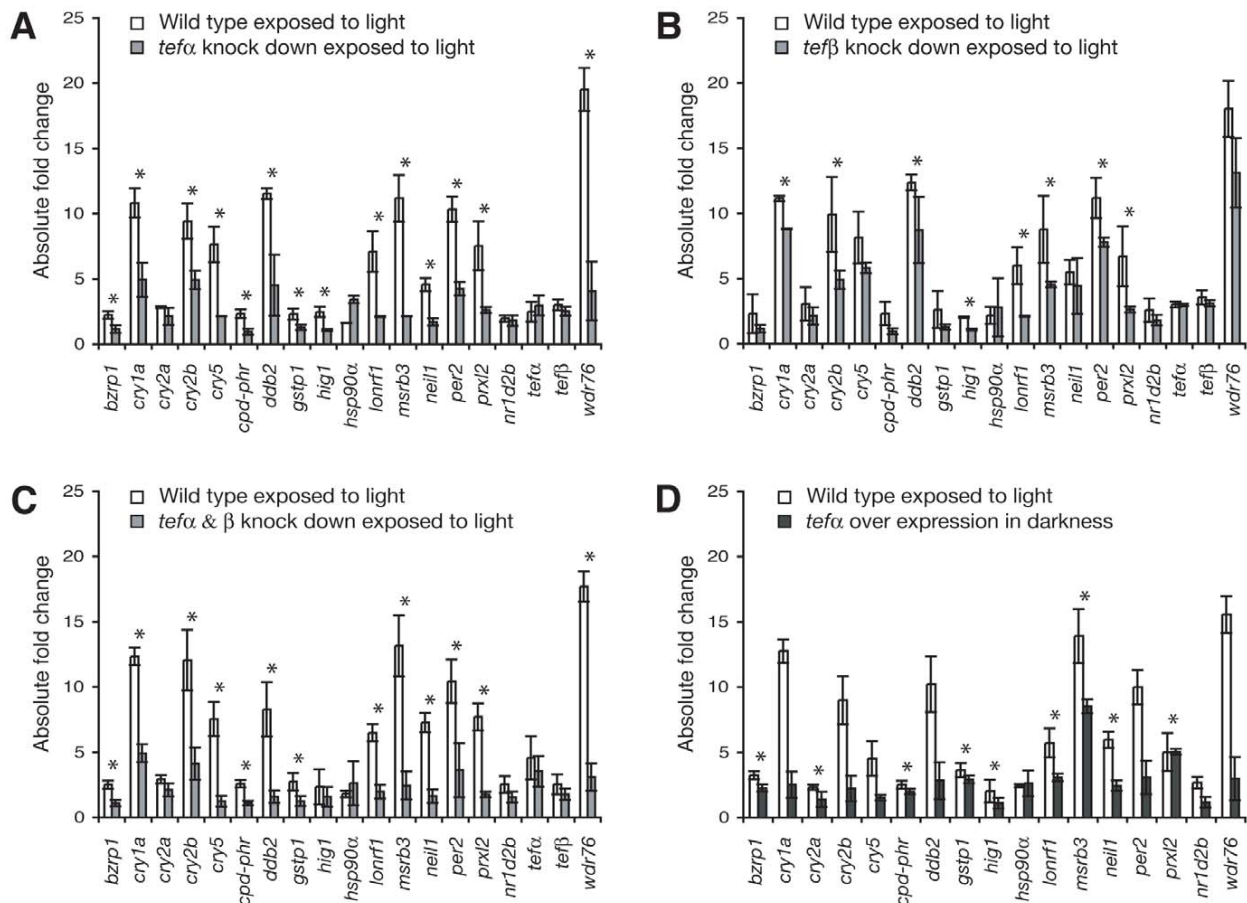 A
Wild type exposed to light
tefα knock down exposed to light
Absolute fold change
25
20
15
10
5
0
* * * * * * * * * * * * * *
bzrp1 cry1a cry2a cry2b cry5 cpd-phr ddb2 gstp1 hig1 hsp90α lonrf1 msrb3 neil1 per2 prxl2 nr1d2b tefα tefβ wdr76
B
Wild type exposed to light
tefβ knock down exposed to light
Absolute fold change
25
20
15
10
5
0
* * * * * * * *
bzrp1 cry1a cry2a cry2b cry5 cpd-phr ddb2 gstp1 hig1 hsp90α lonrf1 msrb3 neil1 per2 prxl2 nr1d2b tefα tefβ wdr76
C
Wild type exposed to light
tefα & β knock down exposed to light
Absolute fold change
25
20
15
10
5
0
* * * * * * * * * * * * *
bzrp1 cry1a cry2a cry2b cry5 cpd-phr ddb2 gstp1 hig1 hsp90α lonrf1 msrb3 neil1 per2 prxl2 nr1d2b tefα tefβ wdr76
D
Wild type exposed to light
tefα over expression in darkness
Absolute fold change
25
20
15
10
5
0
* * * * * * * * *
bzrp1 cry1a cry2a cry2b cry5 cpd-phr ddb2 gstp1 hig1 hsp90α lonrf1 msrb3 neil1 per2 prxl2 nr1d2b wdr76